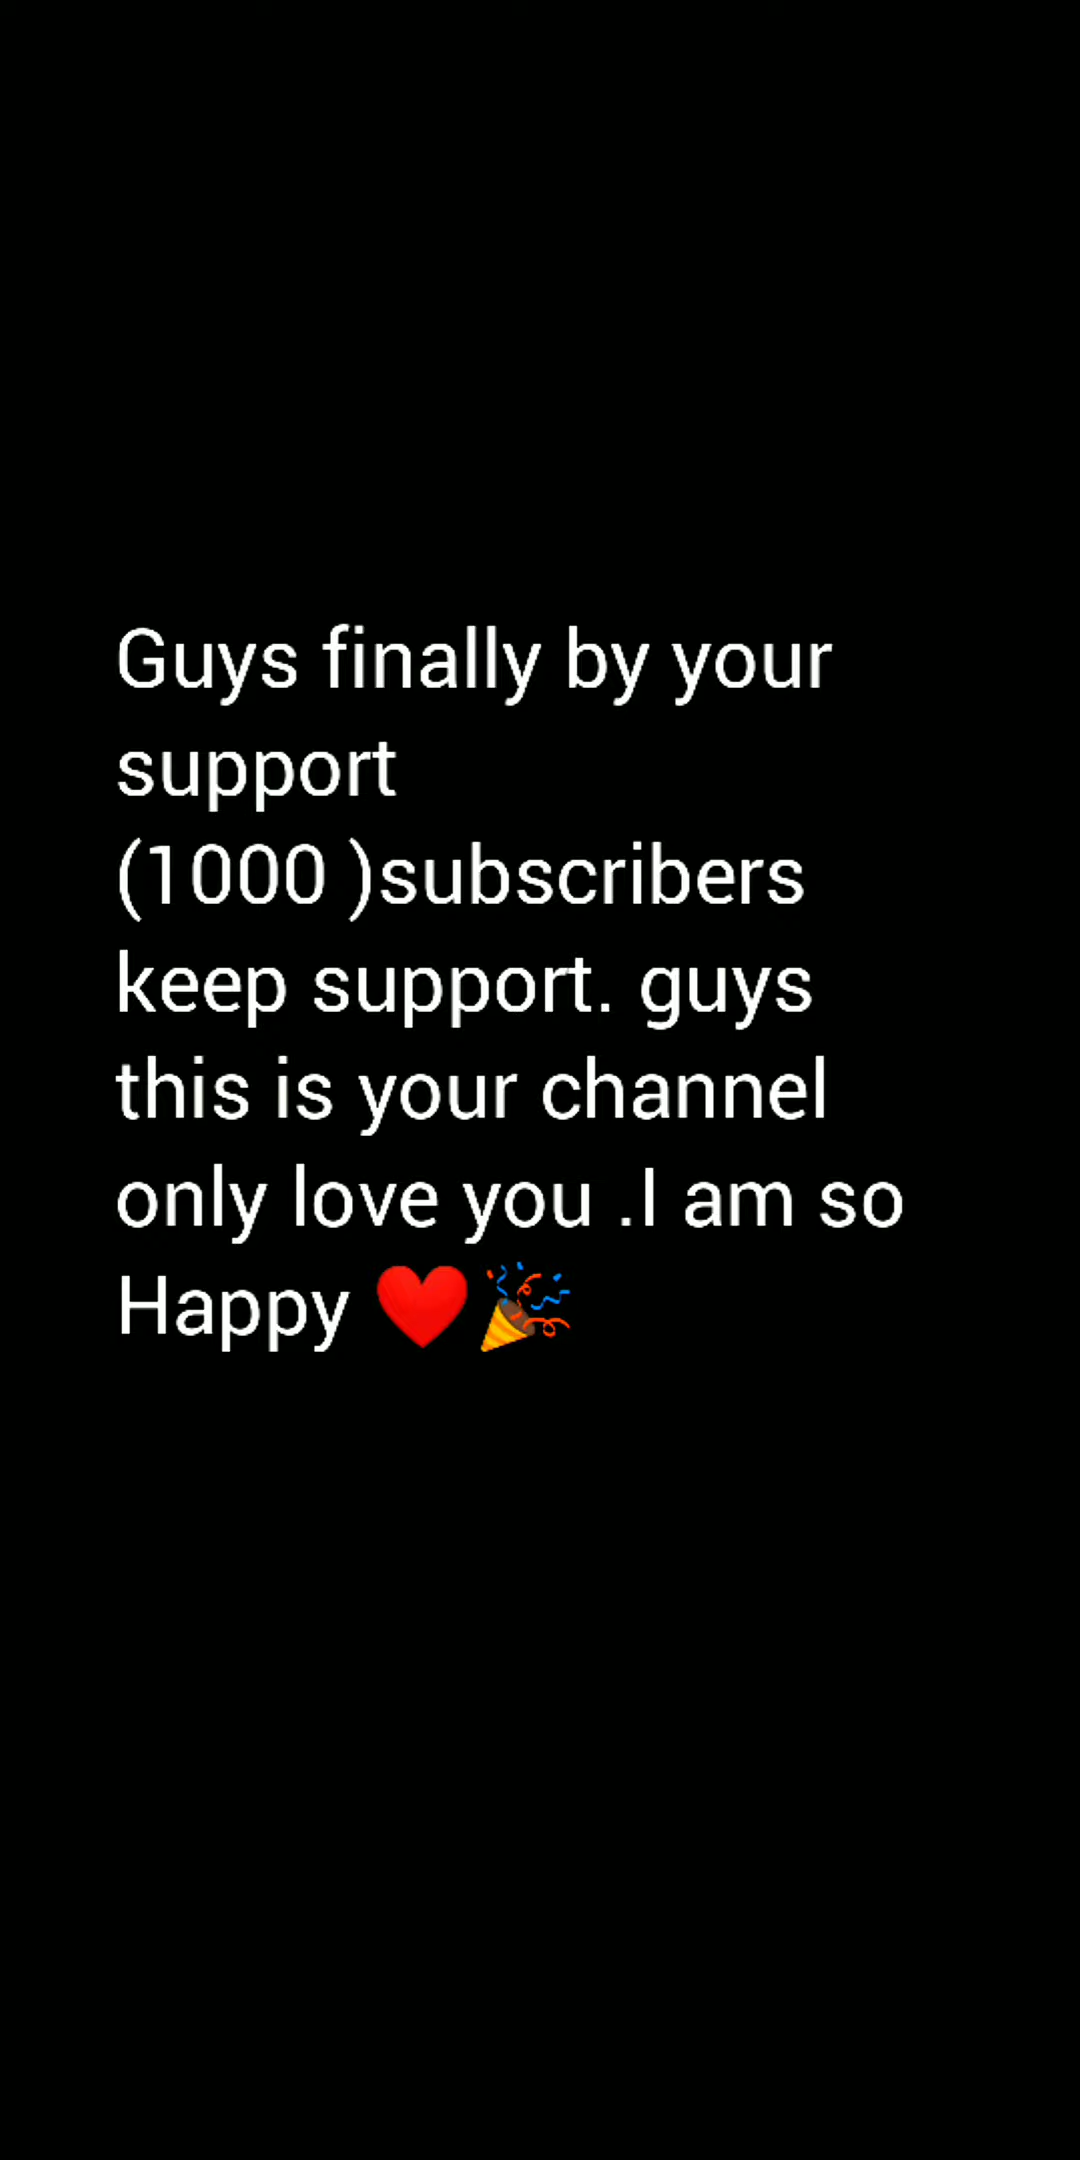 Guys finally by your
support
(1000 )subscribers
keep support. guys
this is your channel
only love you .I am so
Happy ❤️🎉